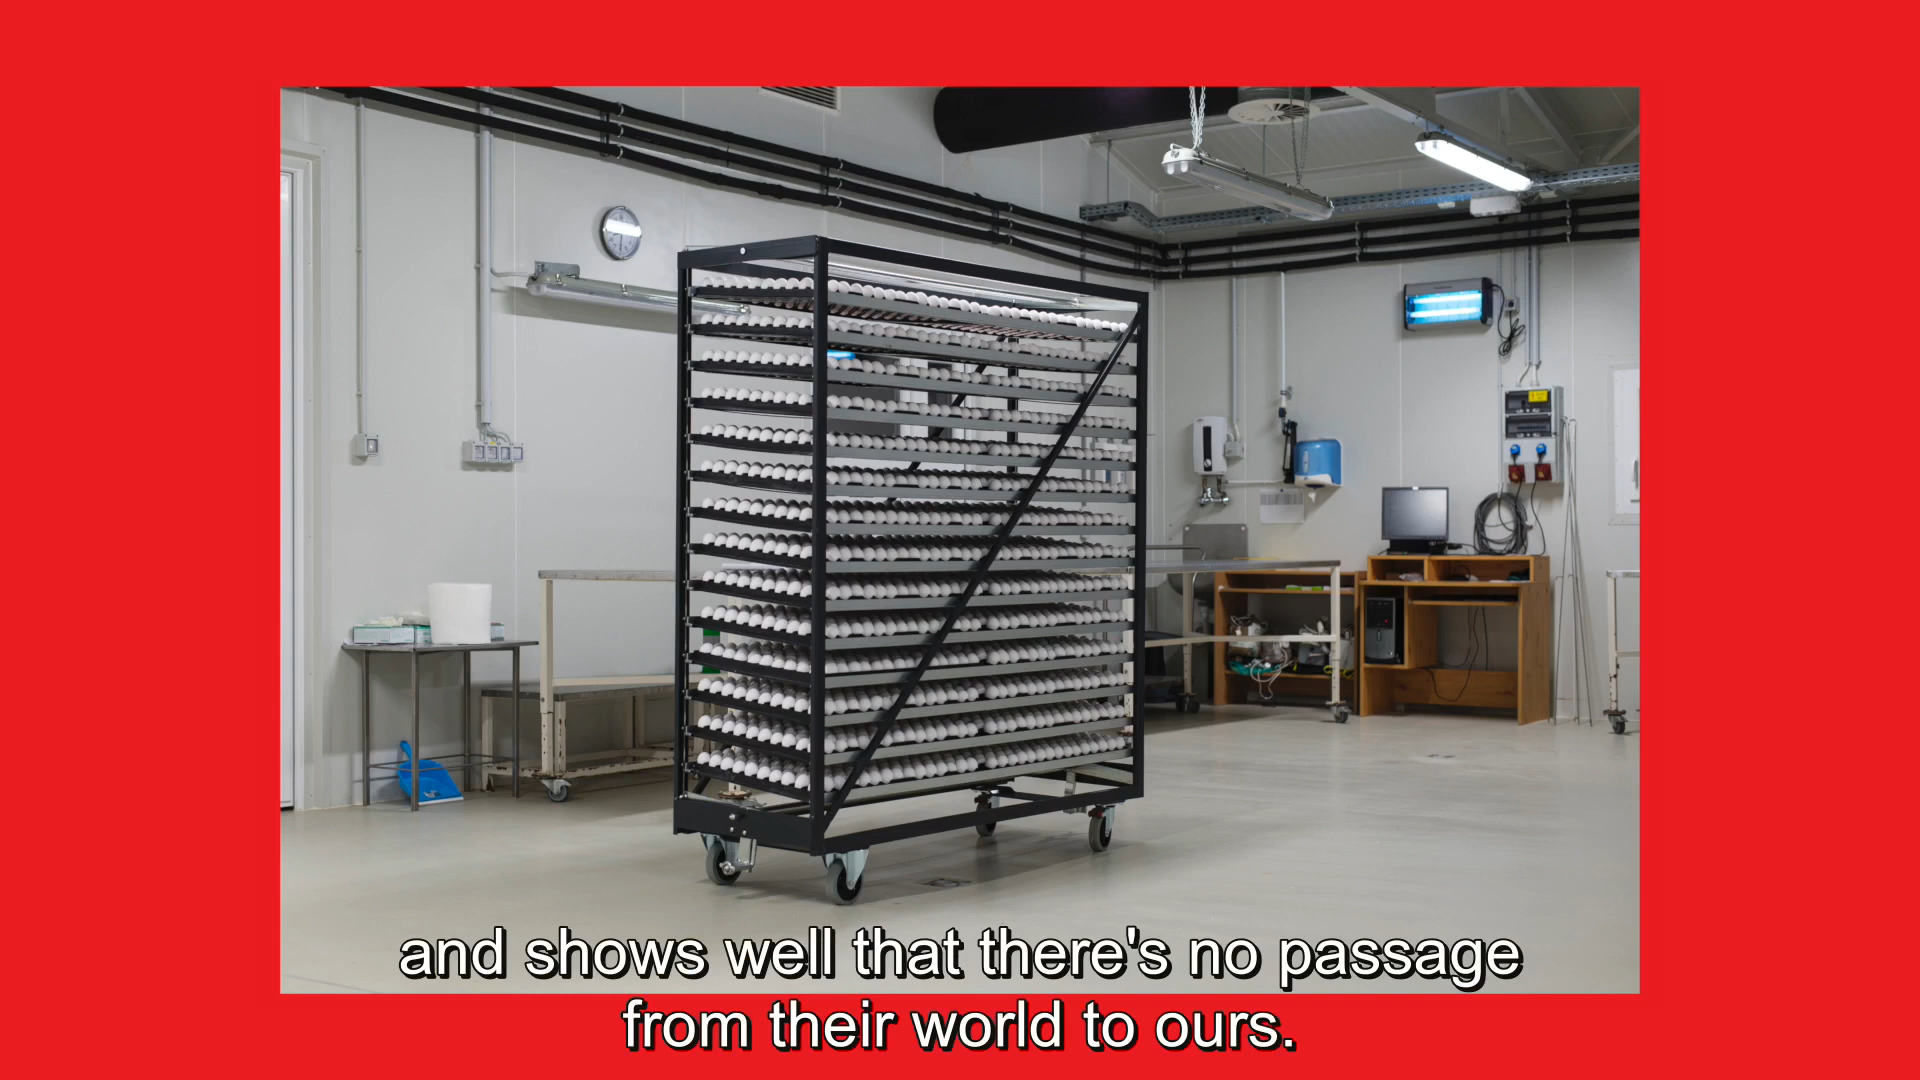 and shows well that there's no passage
from their world to ours.